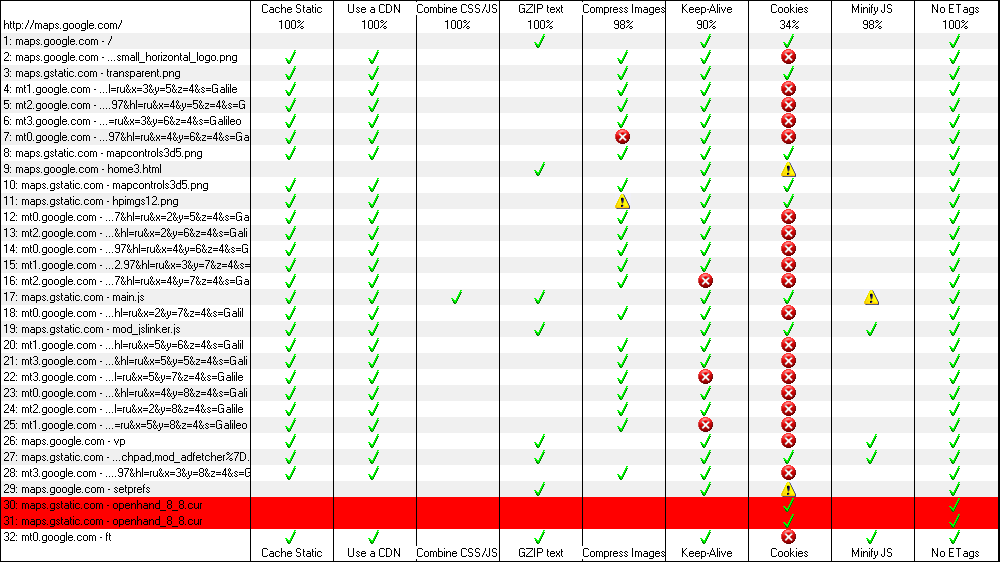 Cache Static Use a CDN Combine CSS/JS GZIP text Compress Images Keep-Alive Cookies Minify JS No ETags
http://maps.google.com/ 100% 100% 100% 100% 98% 90% 34% 98% 100%
1: maps.google.com - /
2: maps.google.com - ...small_horizontal_logo.png
3: maps.gstatic.com - transparent.png
4: mt1.google.com - ...l=ru&x=3&y=5&z=4&s=Galile
5: mt2.google.com - ....97&hl=ru&x=4&y=5&z=4&s=G
6: mt3.google.com - ...=ru&x=3&y=6&z=4&s=Galileo
7: mt0.google.com - ...97&hl=ru&x=4&y=6&z=4&s=Ga
8: maps.gstatic.com - mapcontrols3d5.png
9: maps.google.com - home3.html
10: maps.gstatic.com - mapcontrols3d5.png
11: maps.gstatic.com - hpimgs12.png
12: mt0.google.com - ...7&hl=ru&x=2&y=5&z=4&s=Ga
13: mt2.google.com - ...&hl=ru&x=2&y=6&z=4&s=Gali
14: mt0.google.com - ...97&hl=ru&x=4&y=6&z=4&s=G
15: mt1.google.com - ...2.97&hl=ru&x=3&y=7&z=4&s=
16: mt2.google.com - ...7&hl=ru&x=4&y=7&z=4&s=Ga
17: maps.gstatic.com - main.js
18: mt0.google.com - ...hl=ru&x=2&y=7&z=4&s=Galil
19: maps.gstatic.com - mod_jslinker.js
20: mt1.google.com - ...hl=ru&x=5&y=6&z=4&s=Galil
21: mt3.google.com - ...&hl=ru&x=5&y=5&z=4&s=Gali
22: mt3.google.com - ...l=ru&x=5&y=7&z=4&s=Galile
23: mt0.google.com - ...&hl=ru&x=4&y=8&z=4&s=Gali
24: mt2.google.com - ...l=ru&x=2&y=8&z=4&s=Galile
25: mt1.google.com - ...=ru&x=5&y=8&z=4&s=Galileo
26: maps.google.com - vp
27: maps.gstatic.com - ...chpad,mod_adfetcher%7D.
28: mt3.google.com - ....97&hl=ru&x=3&y=8&z=4&s=G
29: maps.google.com - setprefs
30: maps.gstatic.com - openhand_8_8.cur
31: maps.gstatic.com - openhand_8_8.cur
32: mt0.google.com - ft
Cache Static Use a CDN Combine CSS/JS GZIP text Compress Images Keep-Alive Cookies Minify JS No ETags